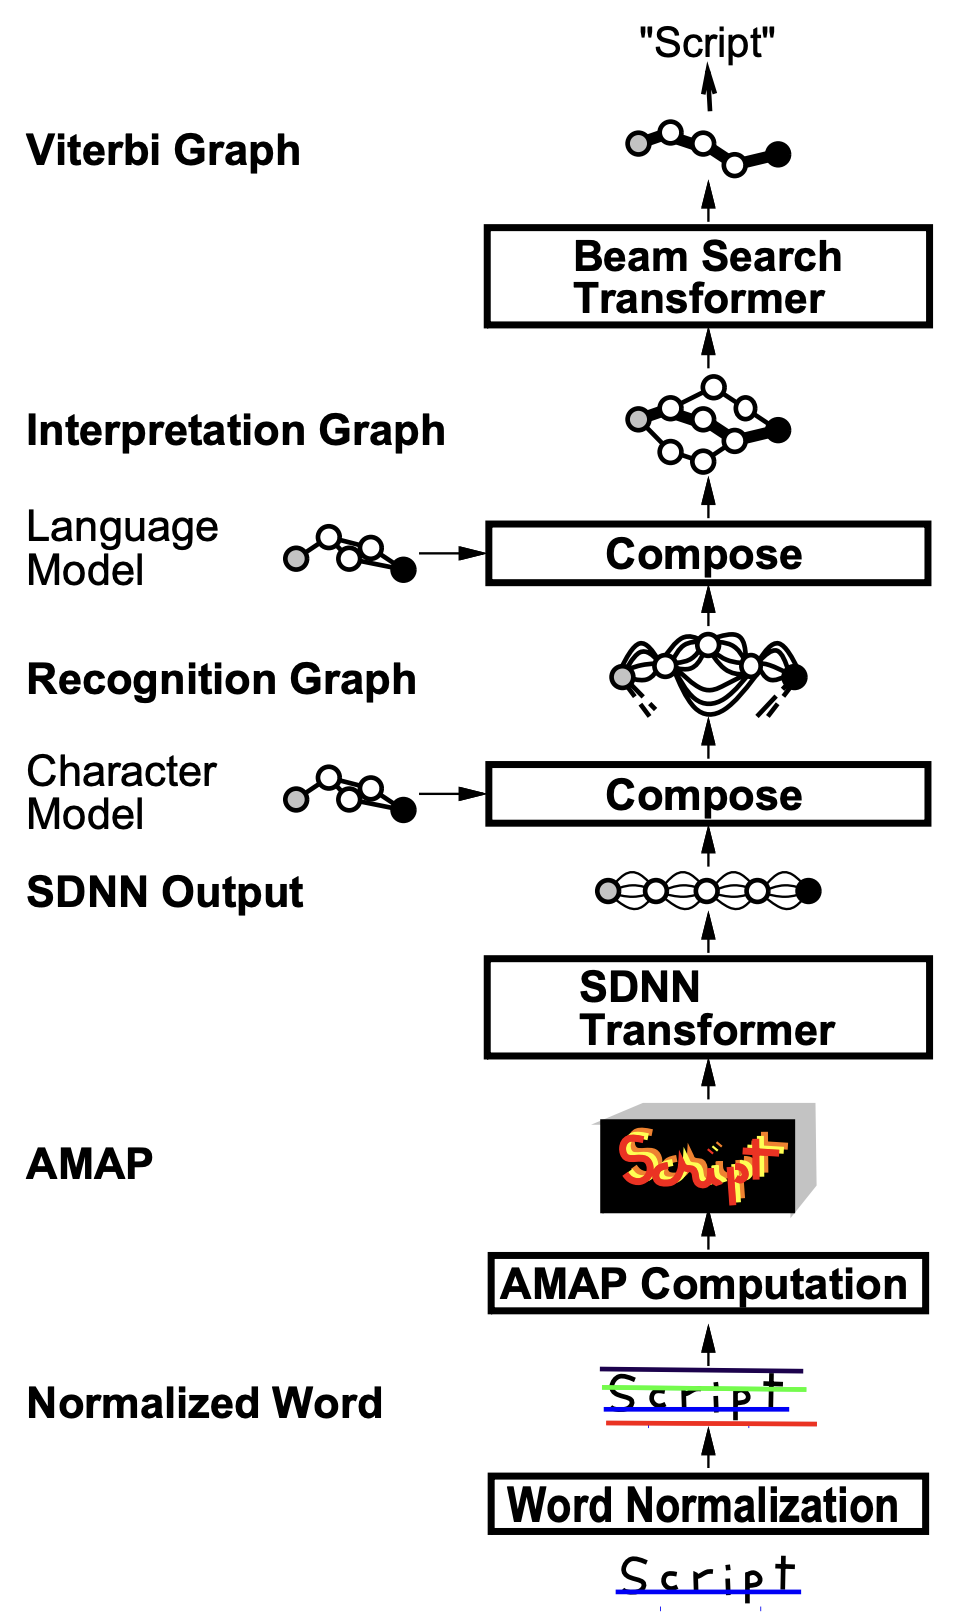 "Script"
Viterbi Graph
Beam Search
Transformer
Interpretation Graph
Language
Model
Compose
Recognition Graph
Character
Model
Compose
SDNN Output
SDNN
Transformer
AMAP
Script
AMAP Computation
Normalized Word
Script
Word Normalization
Script